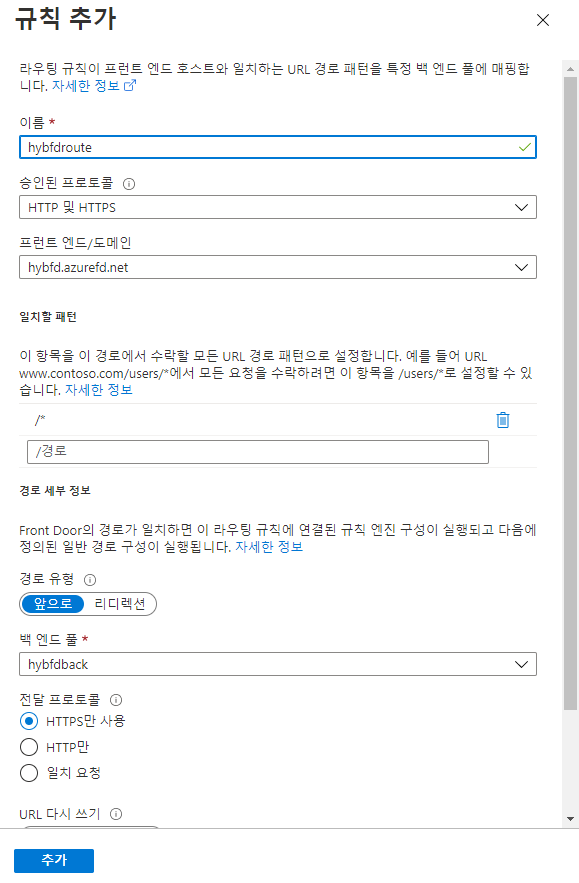 규칙 추가
라우팅 규칙이 프런트 엔드 호스트와 일치하는 URL 경로 패턴을 특정 백 엔드 풀에 매핑합
니다. 자세한 정보
이름 *
hybfdroute
승인된 프로토콜
HTTP 및 HTTPS
프런트 엔드/도메인
hybfd.azurefd.net
일치할 패턴
이 항목을 이 경로에서 수락할 모든 URL 경로 패턴으로 설정합니다. 예를 들어 URL
www.contoso.com/users/*에서 모든 요청을 수락하려면 이 항목을 /users/*로 설정할 수 있
습니다. 자세한 정보
/*
/경로
경로 세부 정보
Front Door의 경로가 일치하면 이 라우팅 규칙에 연결된 규칙 엔진 구성이 실행되고 다음에
정의된 일반 경로 구성이 실행됩니다. 자세한 정보
경로 유형
앞으로 리디렉션
백 엔드 풀 *
hybfdback
전달 프로토콜
HTTPS만 사용
HTTP만
일치 요청
URL 다시 쓰기
추가